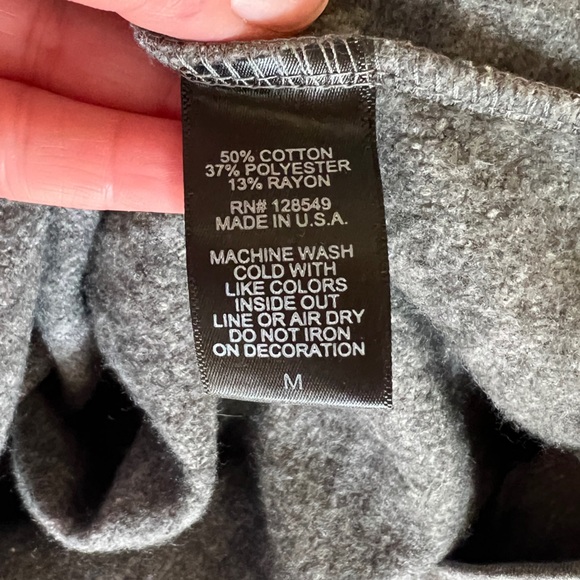 50% COTTON
37% POLYESTER
13% RAYON
RN# 128549
MADE IN U.S.A.
MACHINE WASH
COLD WITH
LIKE COLORS
INSIDE OUT
LINE OR AIR DRY
DO NOT IRON
ON DECORATION
M